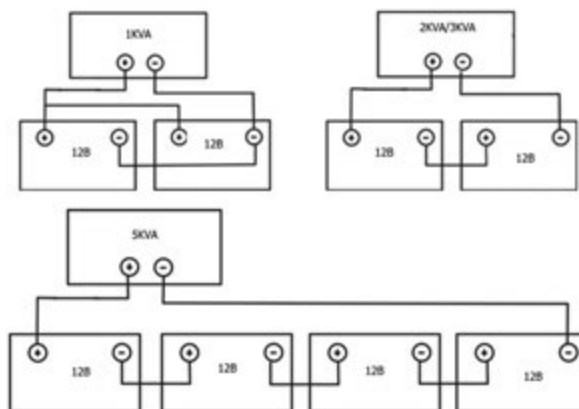 1KVA
2KVA/3KVA
+ −
+ −
+ − + −
12B 12B
+ − + −
12B 12B
5KVA
+ −
+ − + − + − + −
12B 12B 12B 12B